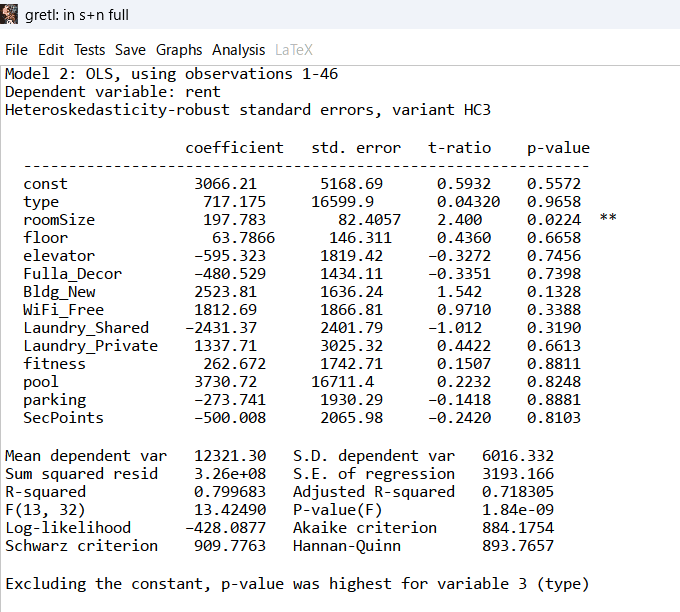 gretl: in s+n full
File Edit Tests Save Graphs Analysis LaTeX
Model 2: OLS, using observations 1-46
Dependent variable: rent
Heteroskedasticity-robust standard errors, variant HC3
coefficient std. error t-ratio p-value
---------------------------------------------------------------
const 3066.21 5168.69 0.5932 0.5572
type 717.175 16599.9 0.04320 0.9658
roomSize 197.783 82.4057 2.400 0.0224 **
floor 63.7866 146.311 0.4360 0.6658
elevator −595.323 1819.42 −0.3272 0.7456
Fulla_Decor −480.529 1434.11 −0.3351 0.7398
Bldg_New 2523.81 1636.24 1.542 0.1328
WiFi_Free 1812.69 1866.81 0.9710 0.3388
Laundry_Shared −2431.37 2401.79 −1.012 0.3190
Laundry_Private 1337.71 3025.32 0.4422 0.6613
fitness 262.672 1742.71 0.1507 0.8811
pool 3730.72 16711.4 0.2232 0.8248
parking −273.741 1930.29 −0.1418 0.8881
SecPoints −500.008 2065.98 −0.2420 0.8103
Mean dependent var 12321.30 S.D. dependent var 6016.332
Sum squared resid 3.26e+08 S.E. of regression 3193.166
R-squared 0.799683 Adjusted R-squared 0.718305
F(13, 32) 13.42490 P-value(F) 1.84e-09
Log-likelihood −428.0877 Akaike criterion 884.1754
Schwarz criterion 909.7763 Hannan-Quinn 893.7657
Excluding the constant, p-value was highest for variable 3 (type)